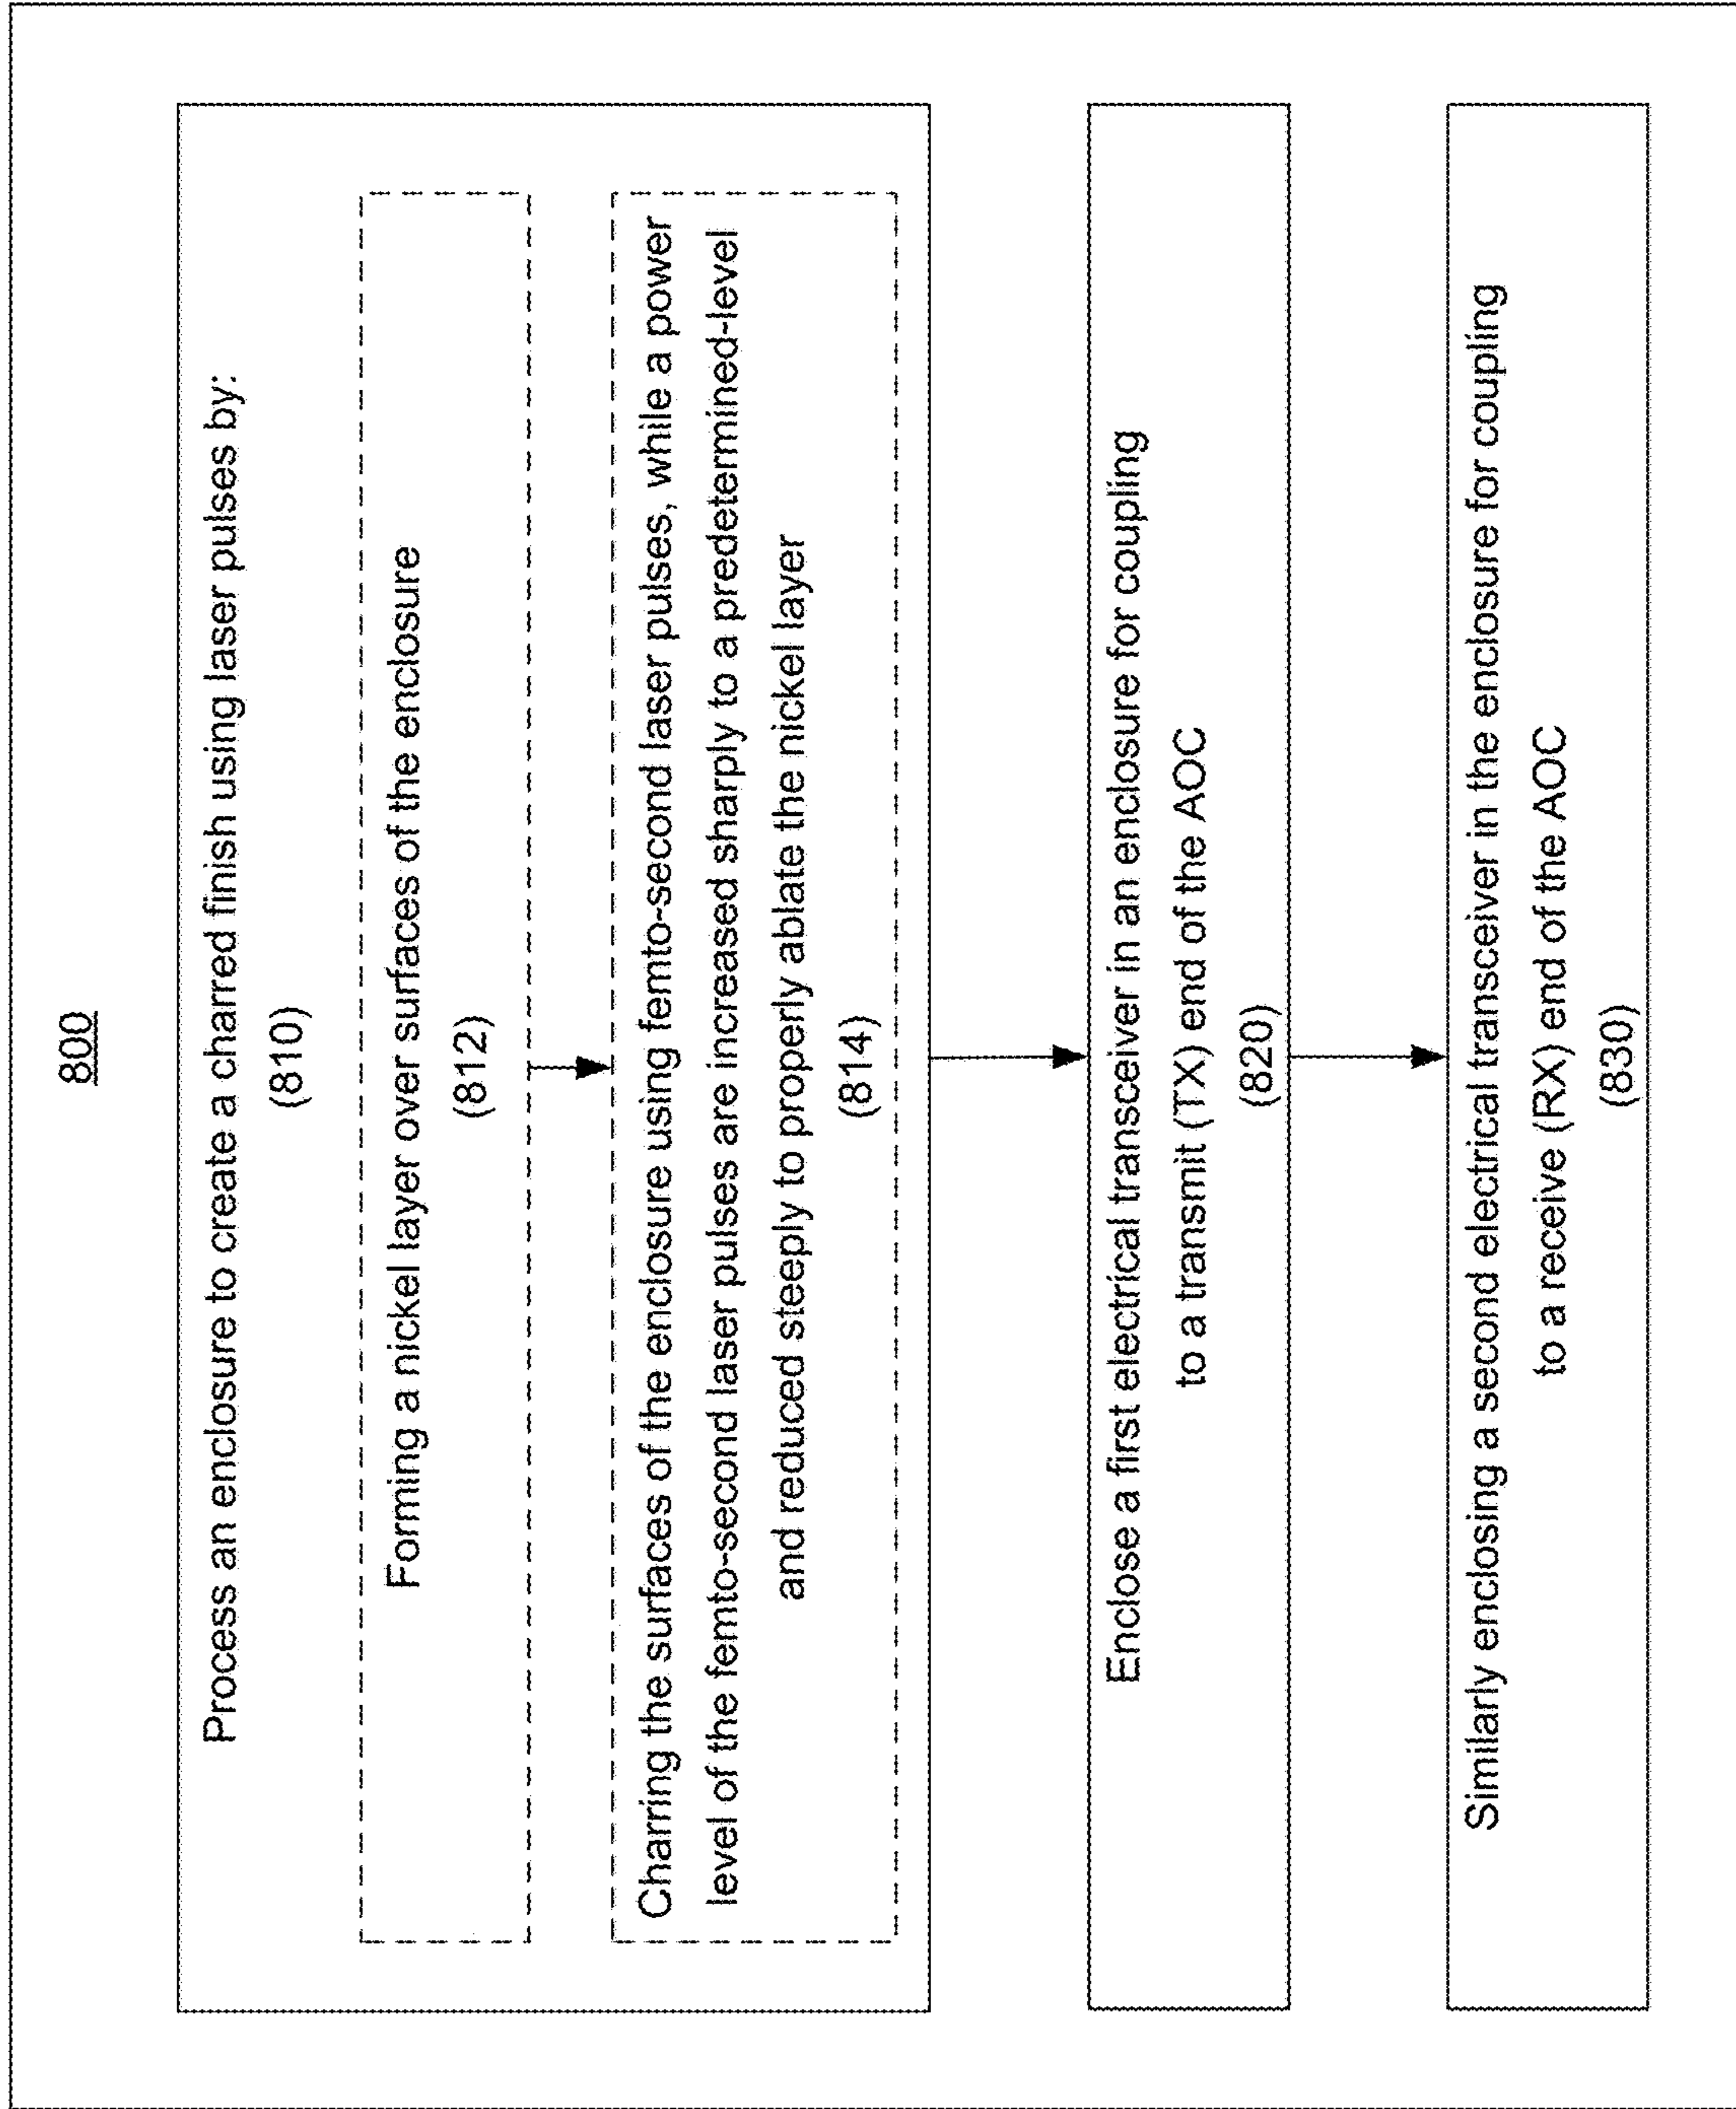 800
Process an enclosure to create a charred finish using laser pulses by:
(810)
Forming a nickel layer over surfaces of the enclosure
(812)
Charring the surfaces of the enclosure using femto-second laser pulses, while a power
level of the femto-second laser pulses are increased sharply to a predetermined-level
and reduced steeply to properly ablate the nickel layer
(814)
Enclose a first electrical transceiver in an enclosure for coupling
to a transmit (TX) end of the AOC
(820)
Similarly enclosing a second electrical transceiver in the enclosure for coupling
to a receive (RX) end of the AOC
(830)